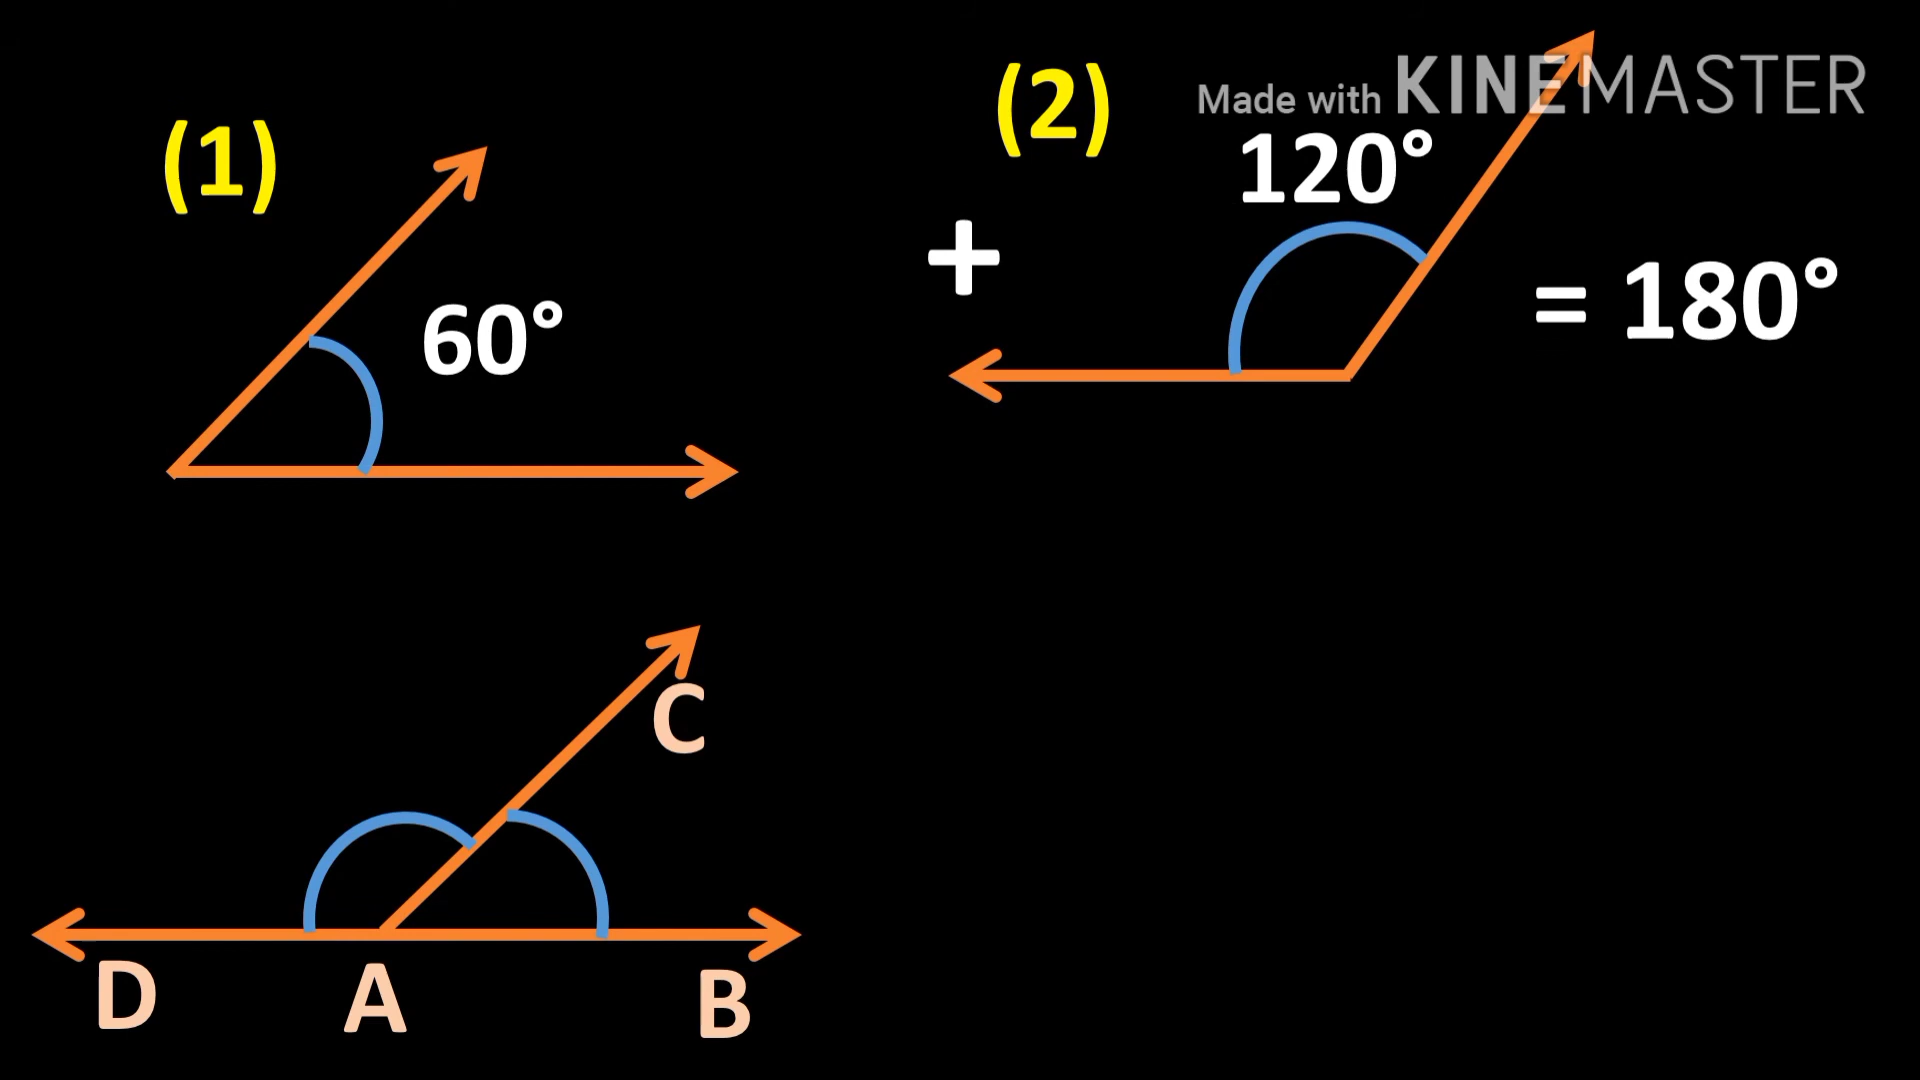 (1)
60°
+
(2)
Made with KINEMASTER
120°
= 180°
C
D A B